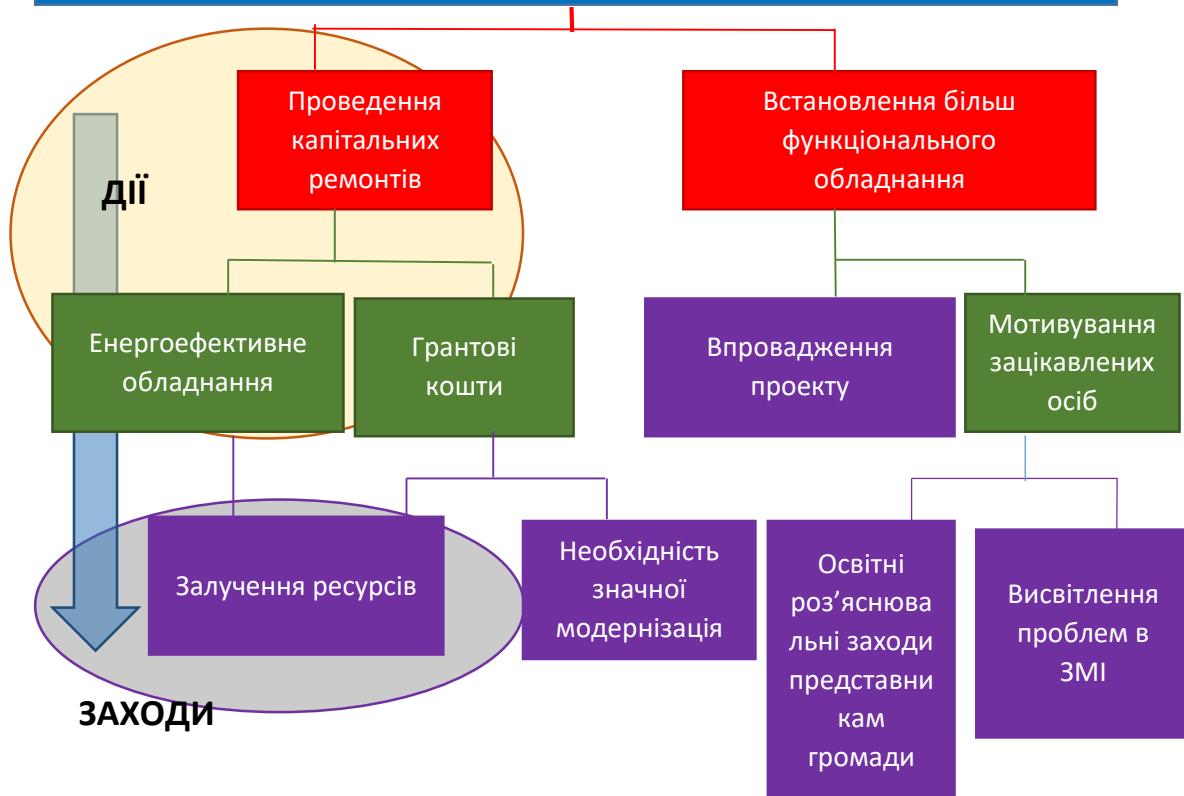 Проведення
капітальних
ремонтів
Встановлення більш
функціонального
обладнання
ДІЇ
Енергоефективне
обладнання
Грантові
кошти
Впровадження
проекту
Мотивування
зацікавлених
осіб
Залучення ресурсів
Необхідність
значної
модернізація
Освітні
роз’яснюва
льні заходи
представни
кам
громади
Висвітлення
проблем в
ЗМІ
ЗАХОДИ